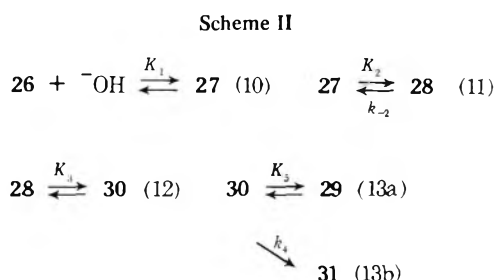 Scheme II
26 + ⁻OH ⇌ 27 (10) K₁
27 ⇌ 28 (11) K₂ k₋₂
28 ⇌ 30 (12) K₃
30 ⇌ 29 (13a) K₅
k₄ 31 (13b)